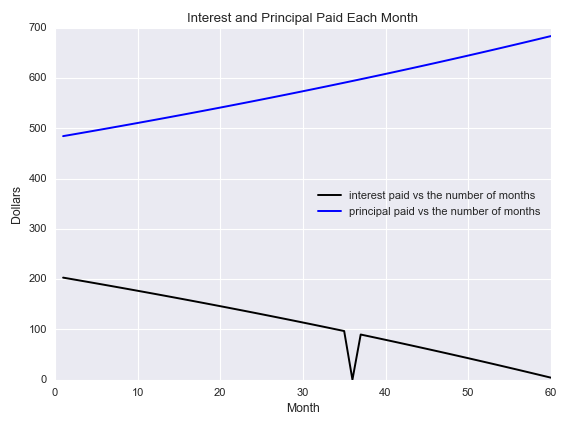 Interest and Principal Paid Each Month
700
600
500
400
300
200
100
0
Dollars
interest paid vs the number of months
principal paid vs the number of months
0 10 20 30 40 50 60
Month